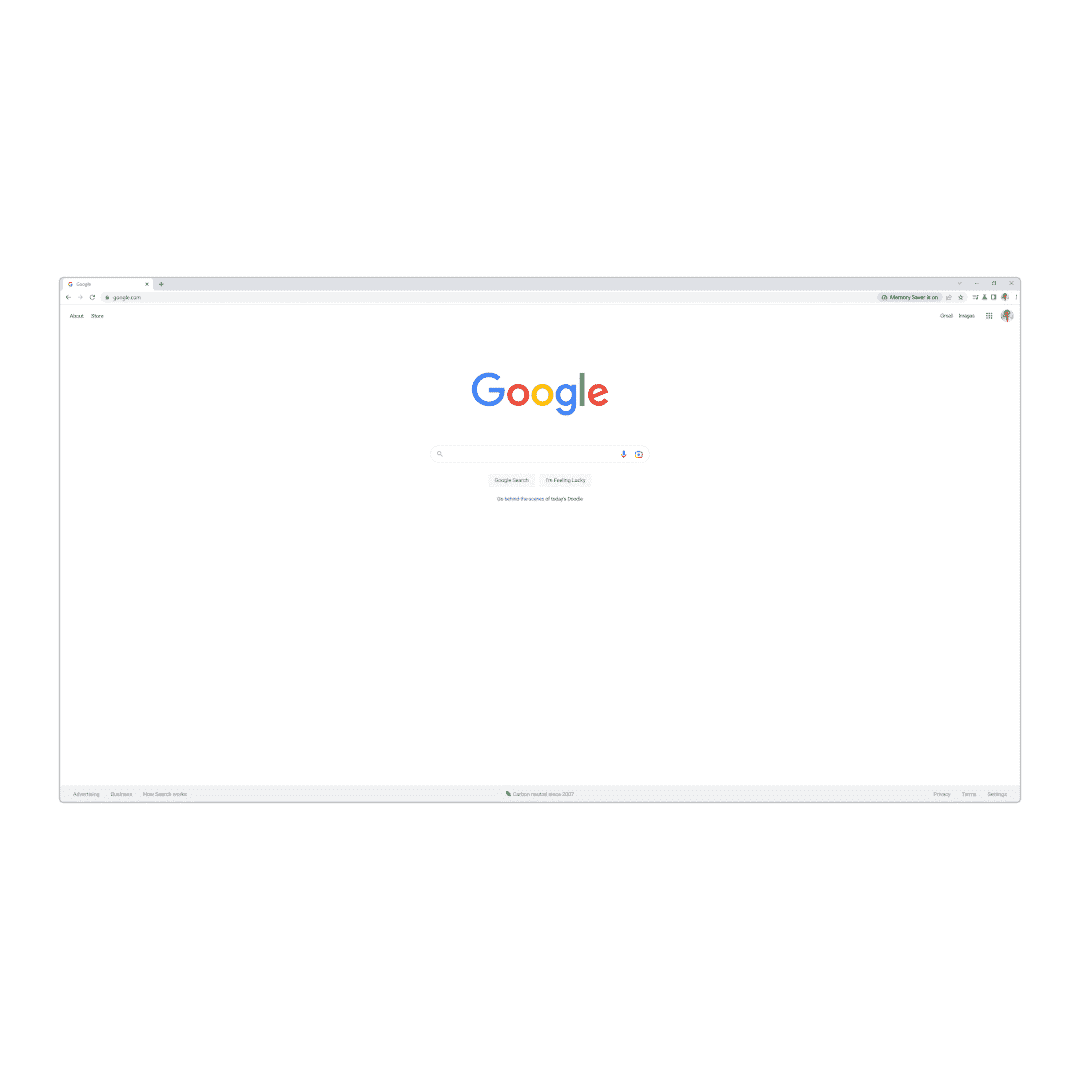 Google
google.com
Memory Saver is on
About Store
Gmail Images
Google
Google Search I'm Feeling Lucky
Go behind the scenes of today's Doodle
Advertising Business How Search works
Carbon neutral since 2007
Privacy Terms Settings